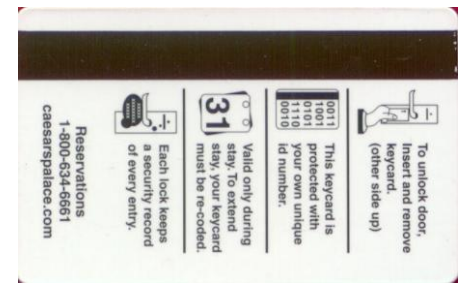 To unlock door,
Insert and remove
keycard.
(other side up)
0011
1001
0101
1110
0010
This keycard is
protected with
your own unique
id number.
31
Valid only during
stay. To extend
stay, your keycard
must be re-coded.
Each lock keeps
a security record
of every entry.
Reservations
1-800-634-6661
caesarspalace.com